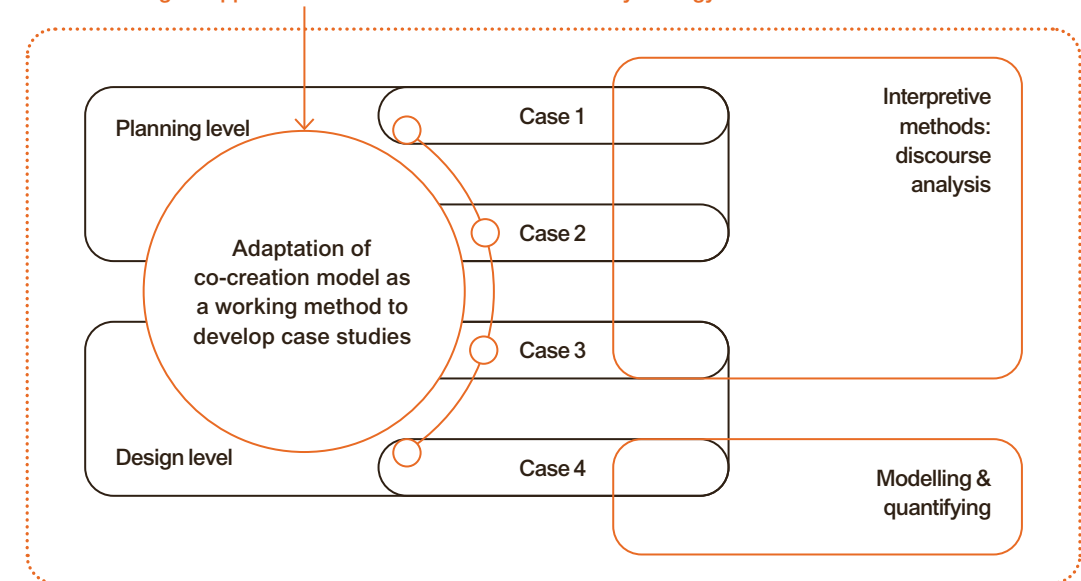 Planning level
Case 1
Case 2
Adaptation of
co-creation model as
a working method to
develop case studies
Case 3
Design level
Case 4
Interpretive
methods:
discourse
analysis
Modelling &
quantifying